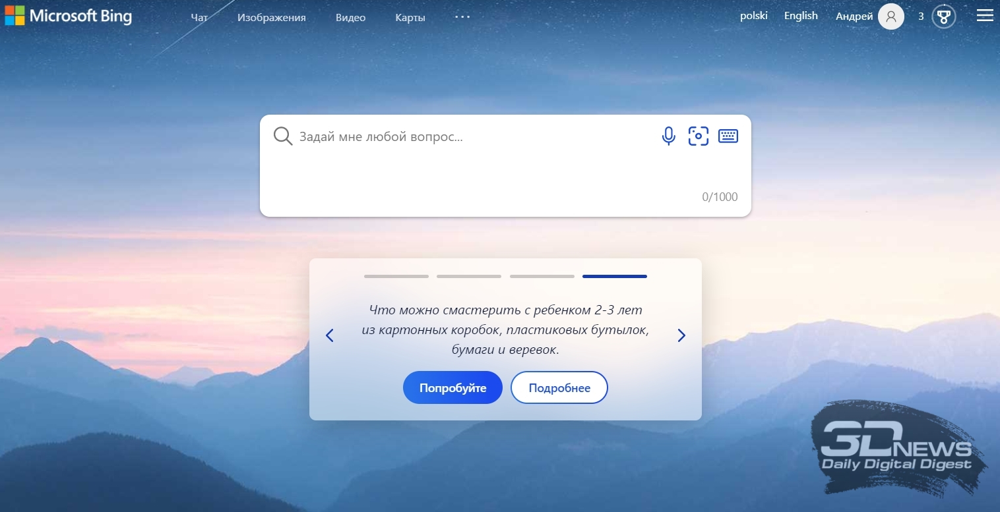 Microsoft Bing
Чат
Изображения
Видео
Карты
polski
English
Андрей
3
Задай мне любой вопрос...
0/1000
Что можно смастерить с ребенком 2-3 лет
из картонных коробок, пластиковых бутылок,
бумаги и веревок.
Попробуйте
Подробнее
3DNEWS
Daily Digital Digest